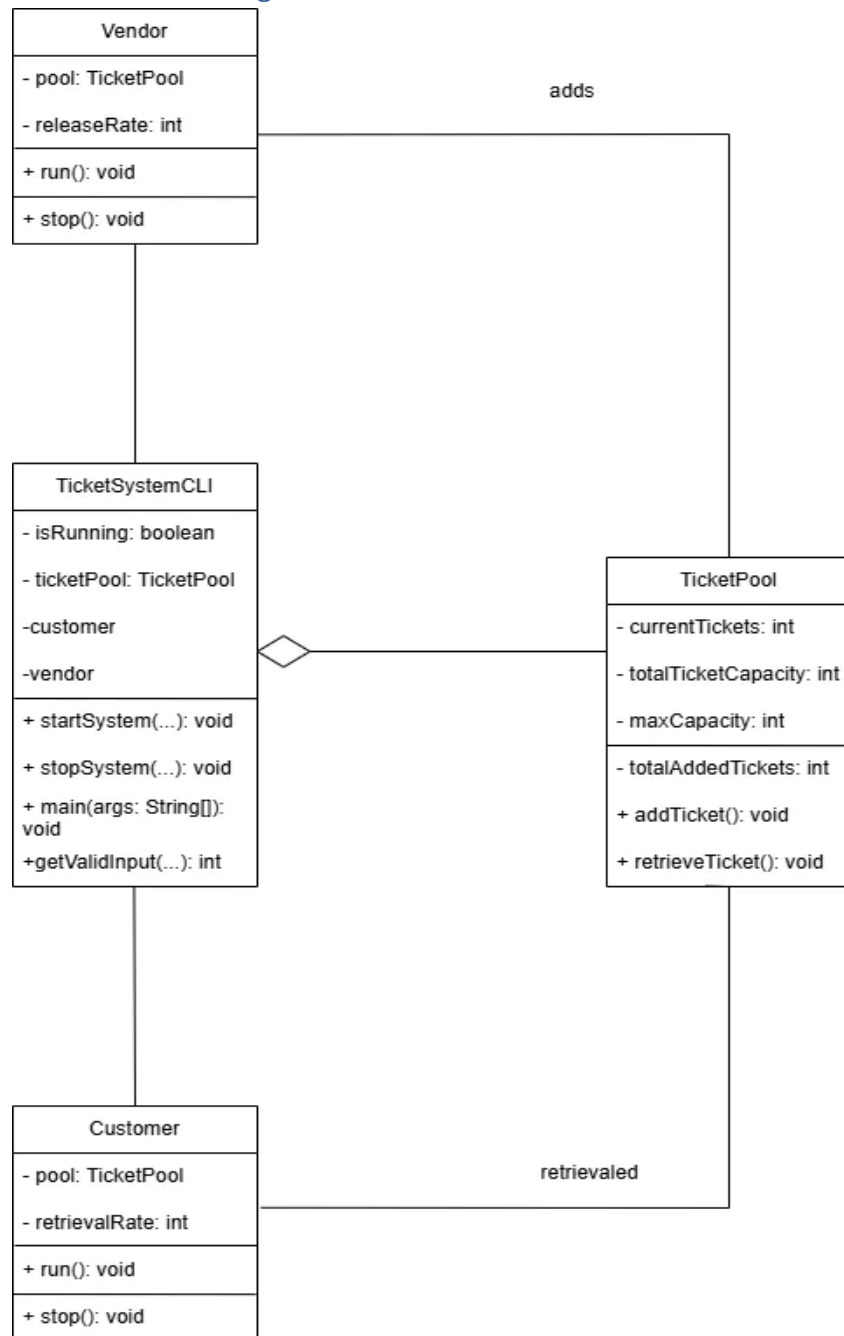 Vendor
- pool: TicketPool
- releaseRate: int
+ run(): void
+ stop(): void
adds
TicketSystemCLI
- isRunning: boolean
- ticketPool: TicketPool
-customer
-vendor
+ startSystem(...): void
+ stopSystem(...): void
+ main(args: String[]):
void
+getValidInput(...): int
TicketPool
- currentTickets: int
- totalTicketCapacity: int
- maxCapacity: int
- totalAddedTickets: int
+ addTicket(): void
+ retrieveTicket(): void
Customer
- pool: TicketPool
- retrievalRate: int
+ run(): void
+ stop(): void
retrievaled